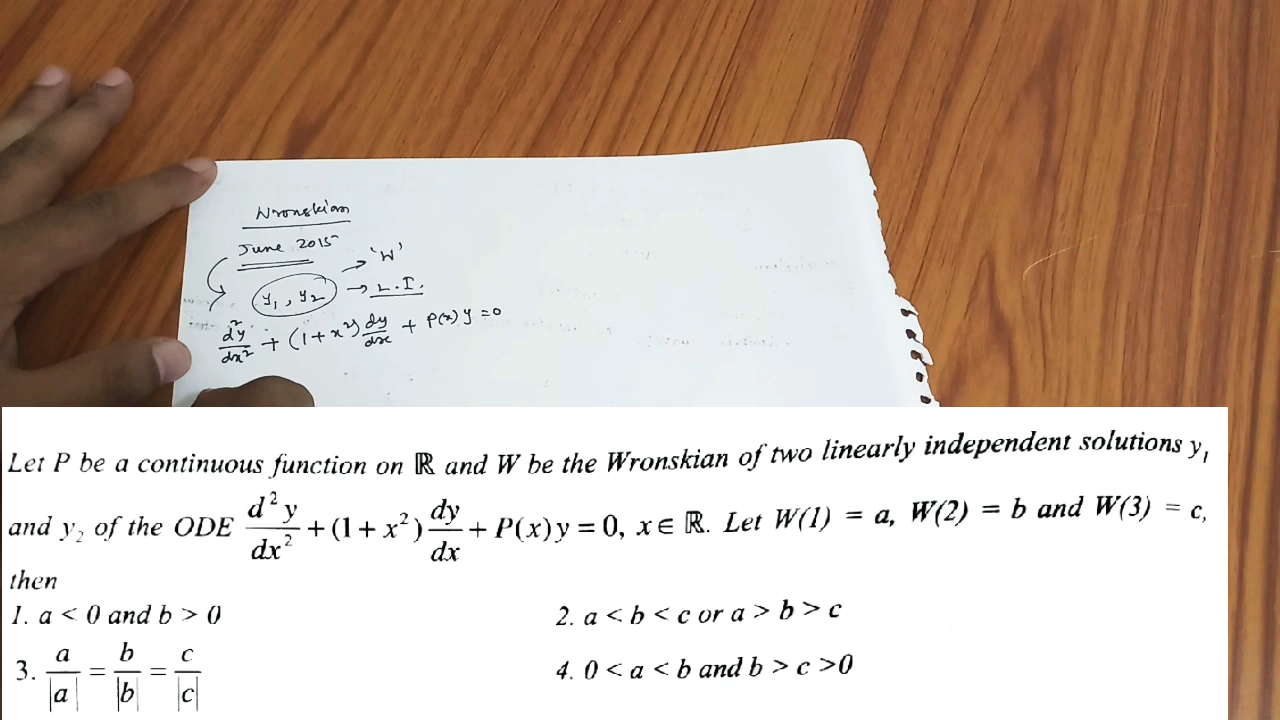 Wronskian
June 2015
y₁, y₂ → 'W'
→ L.I.
d²y/dx² + (1+x²) dy/dx + P(x) y = 0
Let P be a continuous function on ℝ and W be the Wronskian of two linearly independent solutions y₁
and y₂ of the ODE d²y/dx² + (1 + x²) dy/dx + P(x) y = 0, x ∈ ℝ. Let W(1) = a, W(2) = b and W(3) = c,
then
1. a < 0 and b > 0
2. a < b < c or a > b > c
3. a/|a| = b/|b| = c/|c|
4. 0 < a < b and b > c > 0